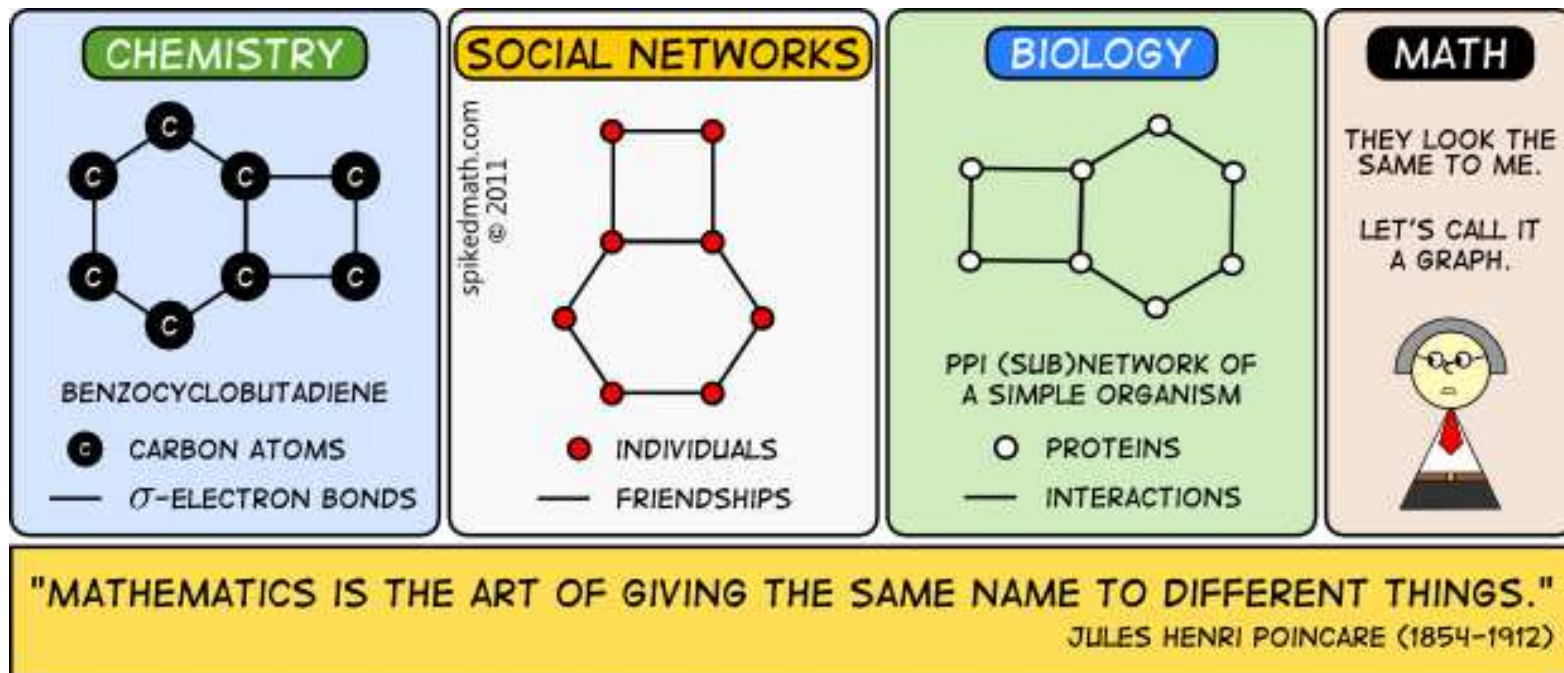 CHEMISTRY
C
C
C
C
C
C
C
C
BENZOCYCLOBUTADIENE
C CARBON ATOMS
σ-ELECTRON BONDS
SOCIAL NETWORKS
spikedmath.com
© 2011
INDIVIDUALS
FRIENDSHIPS
BIOLOGY
PPI (SUB)NETWORK OF
A SIMPLE ORGANISM
PROTEINS
INTERACTIONS
MATH
THEY LOOK THE
SAME TO ME.
LET'S CALL IT
A GRAPH.
"MATHEMATICS IS THE ART OF GIVING THE SAME NAME TO DIFFERENT THINGS."
JULES HENRI POINCARE (1854-1912)